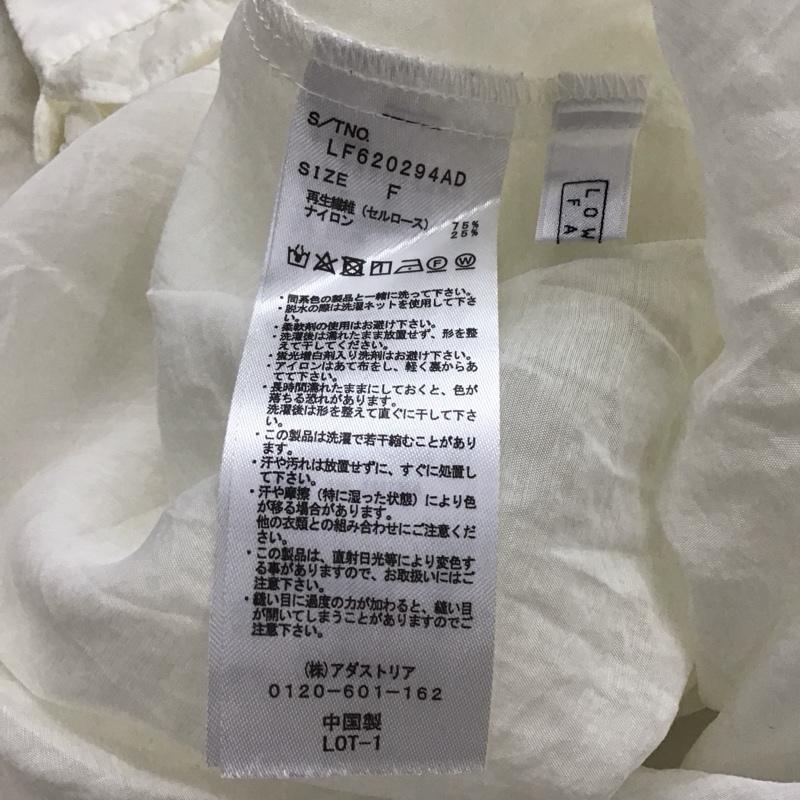 S/TNO.
LF620294AD
SIZE F
再生繊維（セルロース） 75%
ナイロン 25%
・同系色の製品と一緒に洗って下さい。
・脱水の際は洗濯ネットを使用して下さ
い。
・柔軟剤の使用はお避け下さい。
・洗濯後は濡れたまま放置せず、形を整
えて干してください。
・蛍光増白剤入り洗剤はお避け下さい。
・アイロンはあて布をし、軽く裏からあ
てて下さい。
・長時間濡れたままにしておくと、色が
落ちる恐れがあります。
洗濯後は形を整えて直ぐに干して下さ
い。
・この製品は洗濯で若干縮むことがあり
ます。
・汗や汚れは放置せずに、すぐに処置し
て下さい。
・汗や摩擦（特に湿った状態）により色
が移る場合があります。
他の衣類との組み合わせにご注意くださ
い。
・この製品は、直射日光等により変色す
る事がありますので、お取扱いにはご
注意下さい。
・縫い目に過度の力が加わると、縫い目
が開いてしまうことがありますのでご
注意下さい。
(株)アダストリア
0120-601-162
中国製
LOT-1
LOW
FA